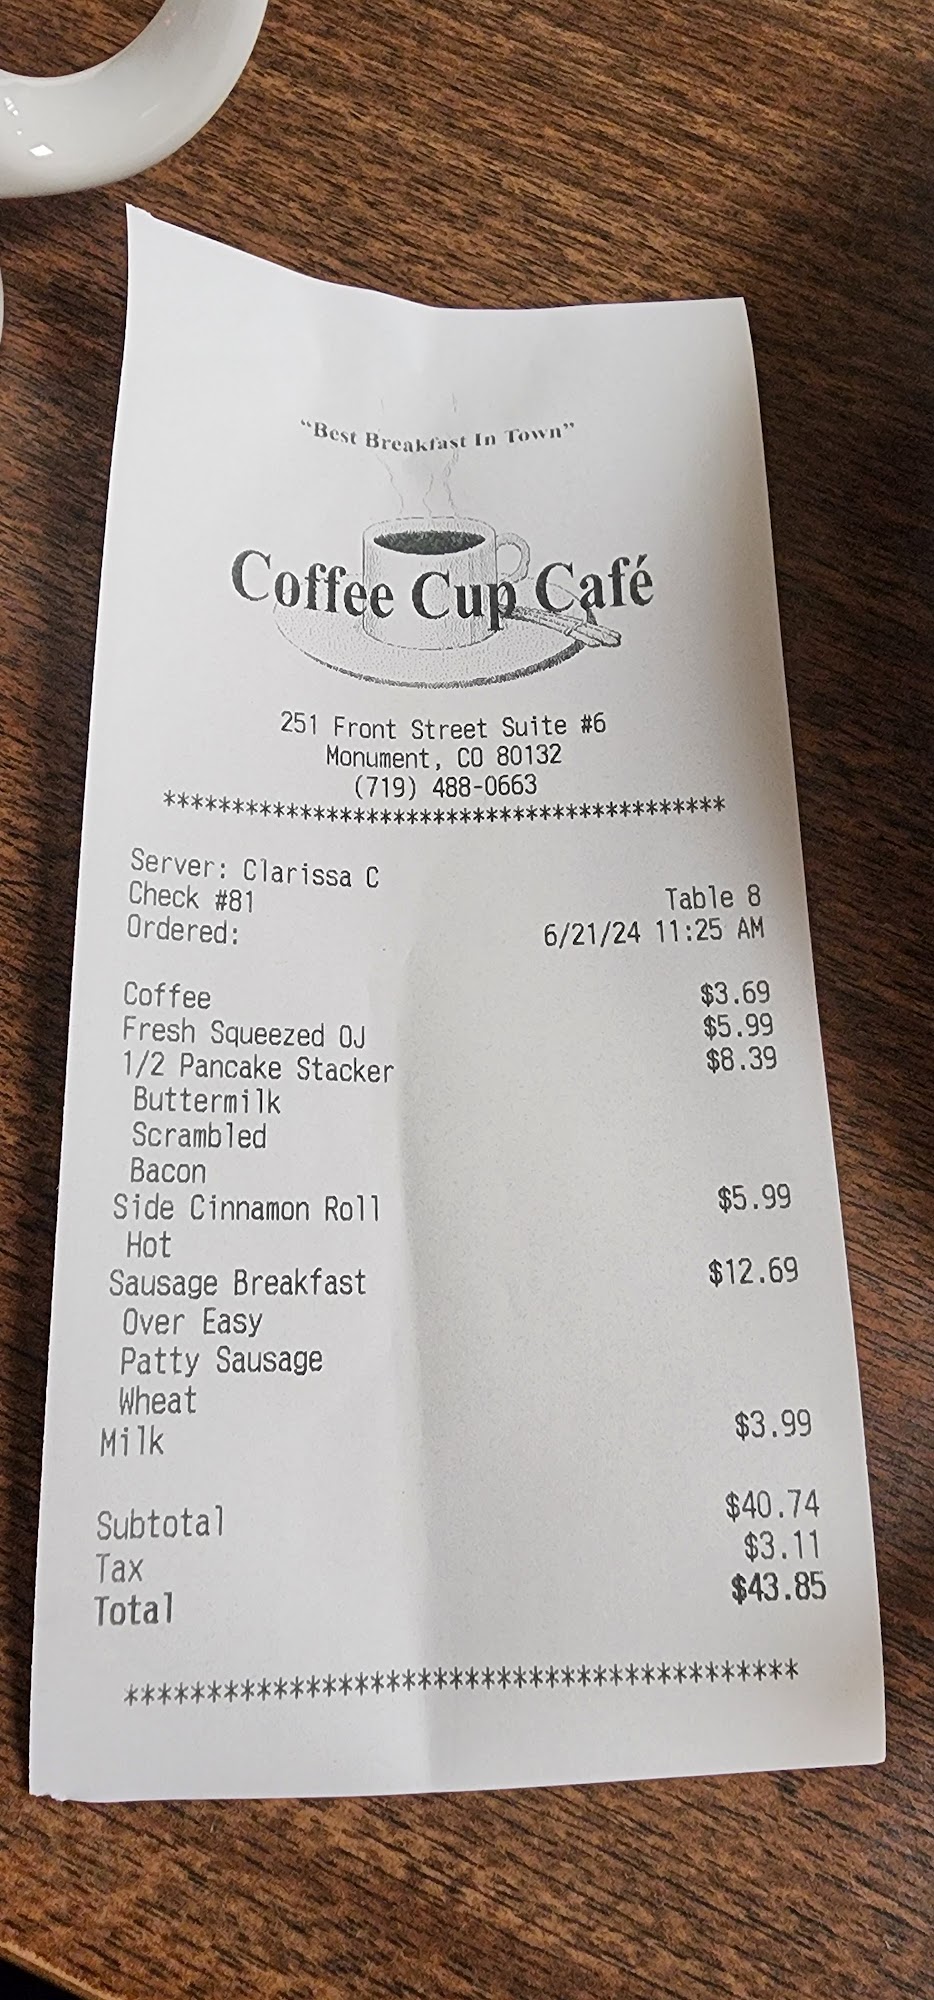 “Best Breakfast In Town”
Coffee Cup Café
251 Front Street Suite #6
Monument, CO 80132
(719) 488-0663
******************************************
Server: Clarissa C
Check #81 Table 8
Ordered: 6/21/24 11:25 AM
Coffee $3.69
Fresh Squeezed OJ $5.99
1/2 Pancake Stacker $8.39
Buttermilk
Scrambled
Bacon
Side Cinnamon Roll $5.99
Hot
Sausage Breakfast $12.69
Over Easy
Patty Sausage
Wheat
Milk $3.99
Subtotal $40.74
Tax $3.11
Total $43.85
******************************************